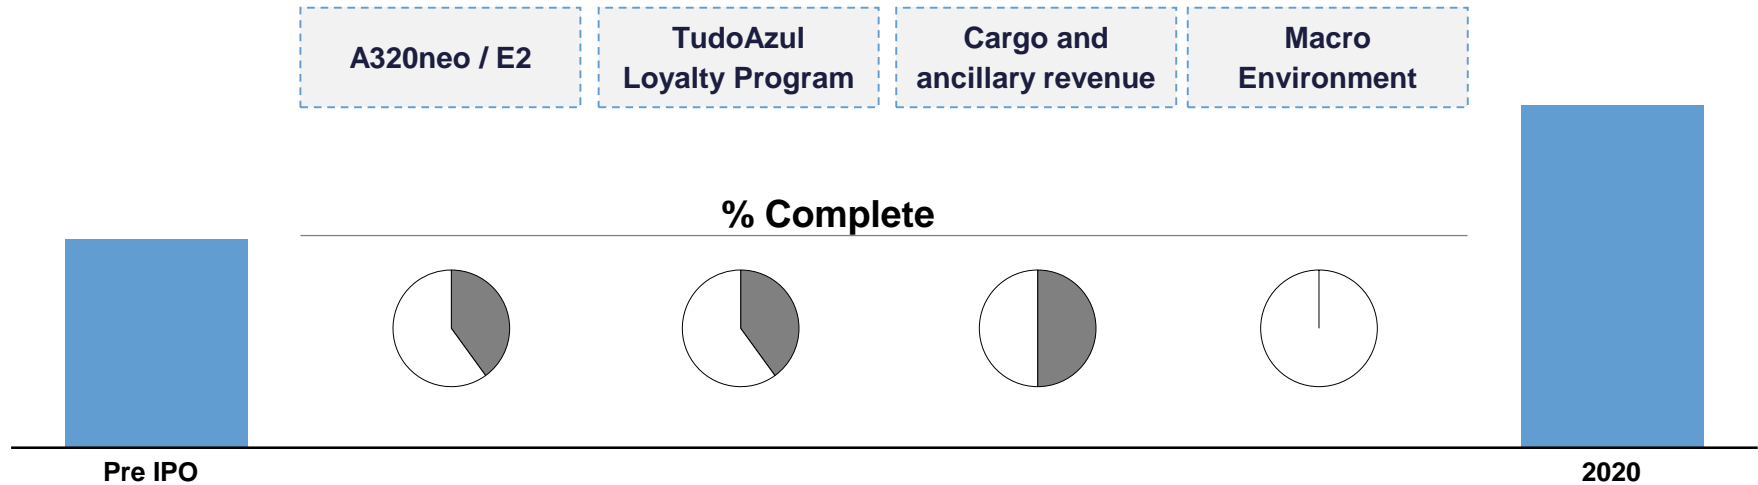 A320neo / E2
TudoAzul
Loyalty Program
Cargo and
ancillary revenue
Macro
Environment
% Complete
Pre IPO
2020